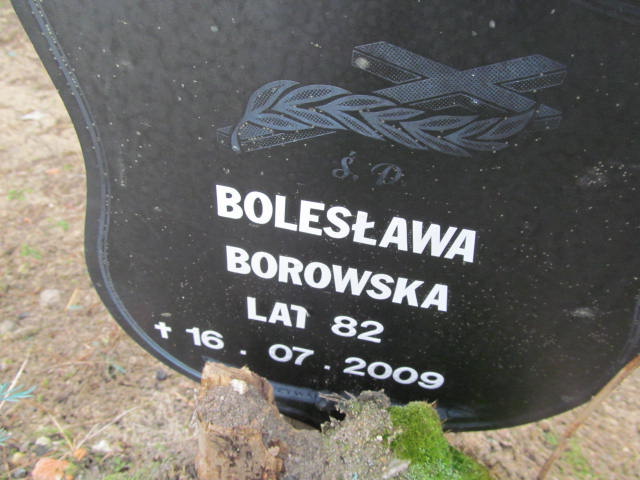 Ś. P.
BOLESŁAWA
BOROWSKA
LAT 82
✝ 16 . 07 . 2009